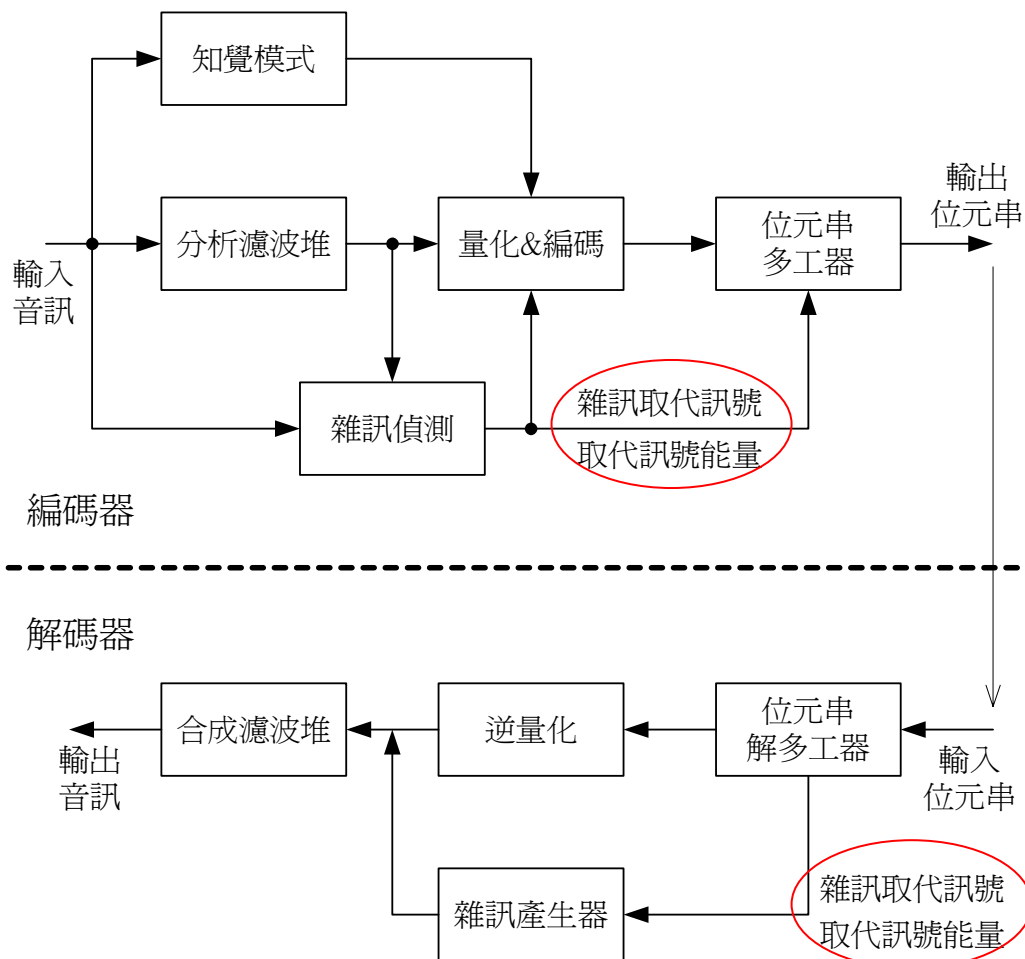 知覺模式
輸出
位元串
分析濾波堆
量化&編碼
位元串
多工器
輸入
音訊
雜訊偵測
雜訊取代訊號
取代訊號能量
編碼器
解碼器
合成濾波堆
逆量化
位元串
解多工器
輸出
音訊
輸入
位元串
雜訊產生器
雜訊取代訊號
取代訊號能量